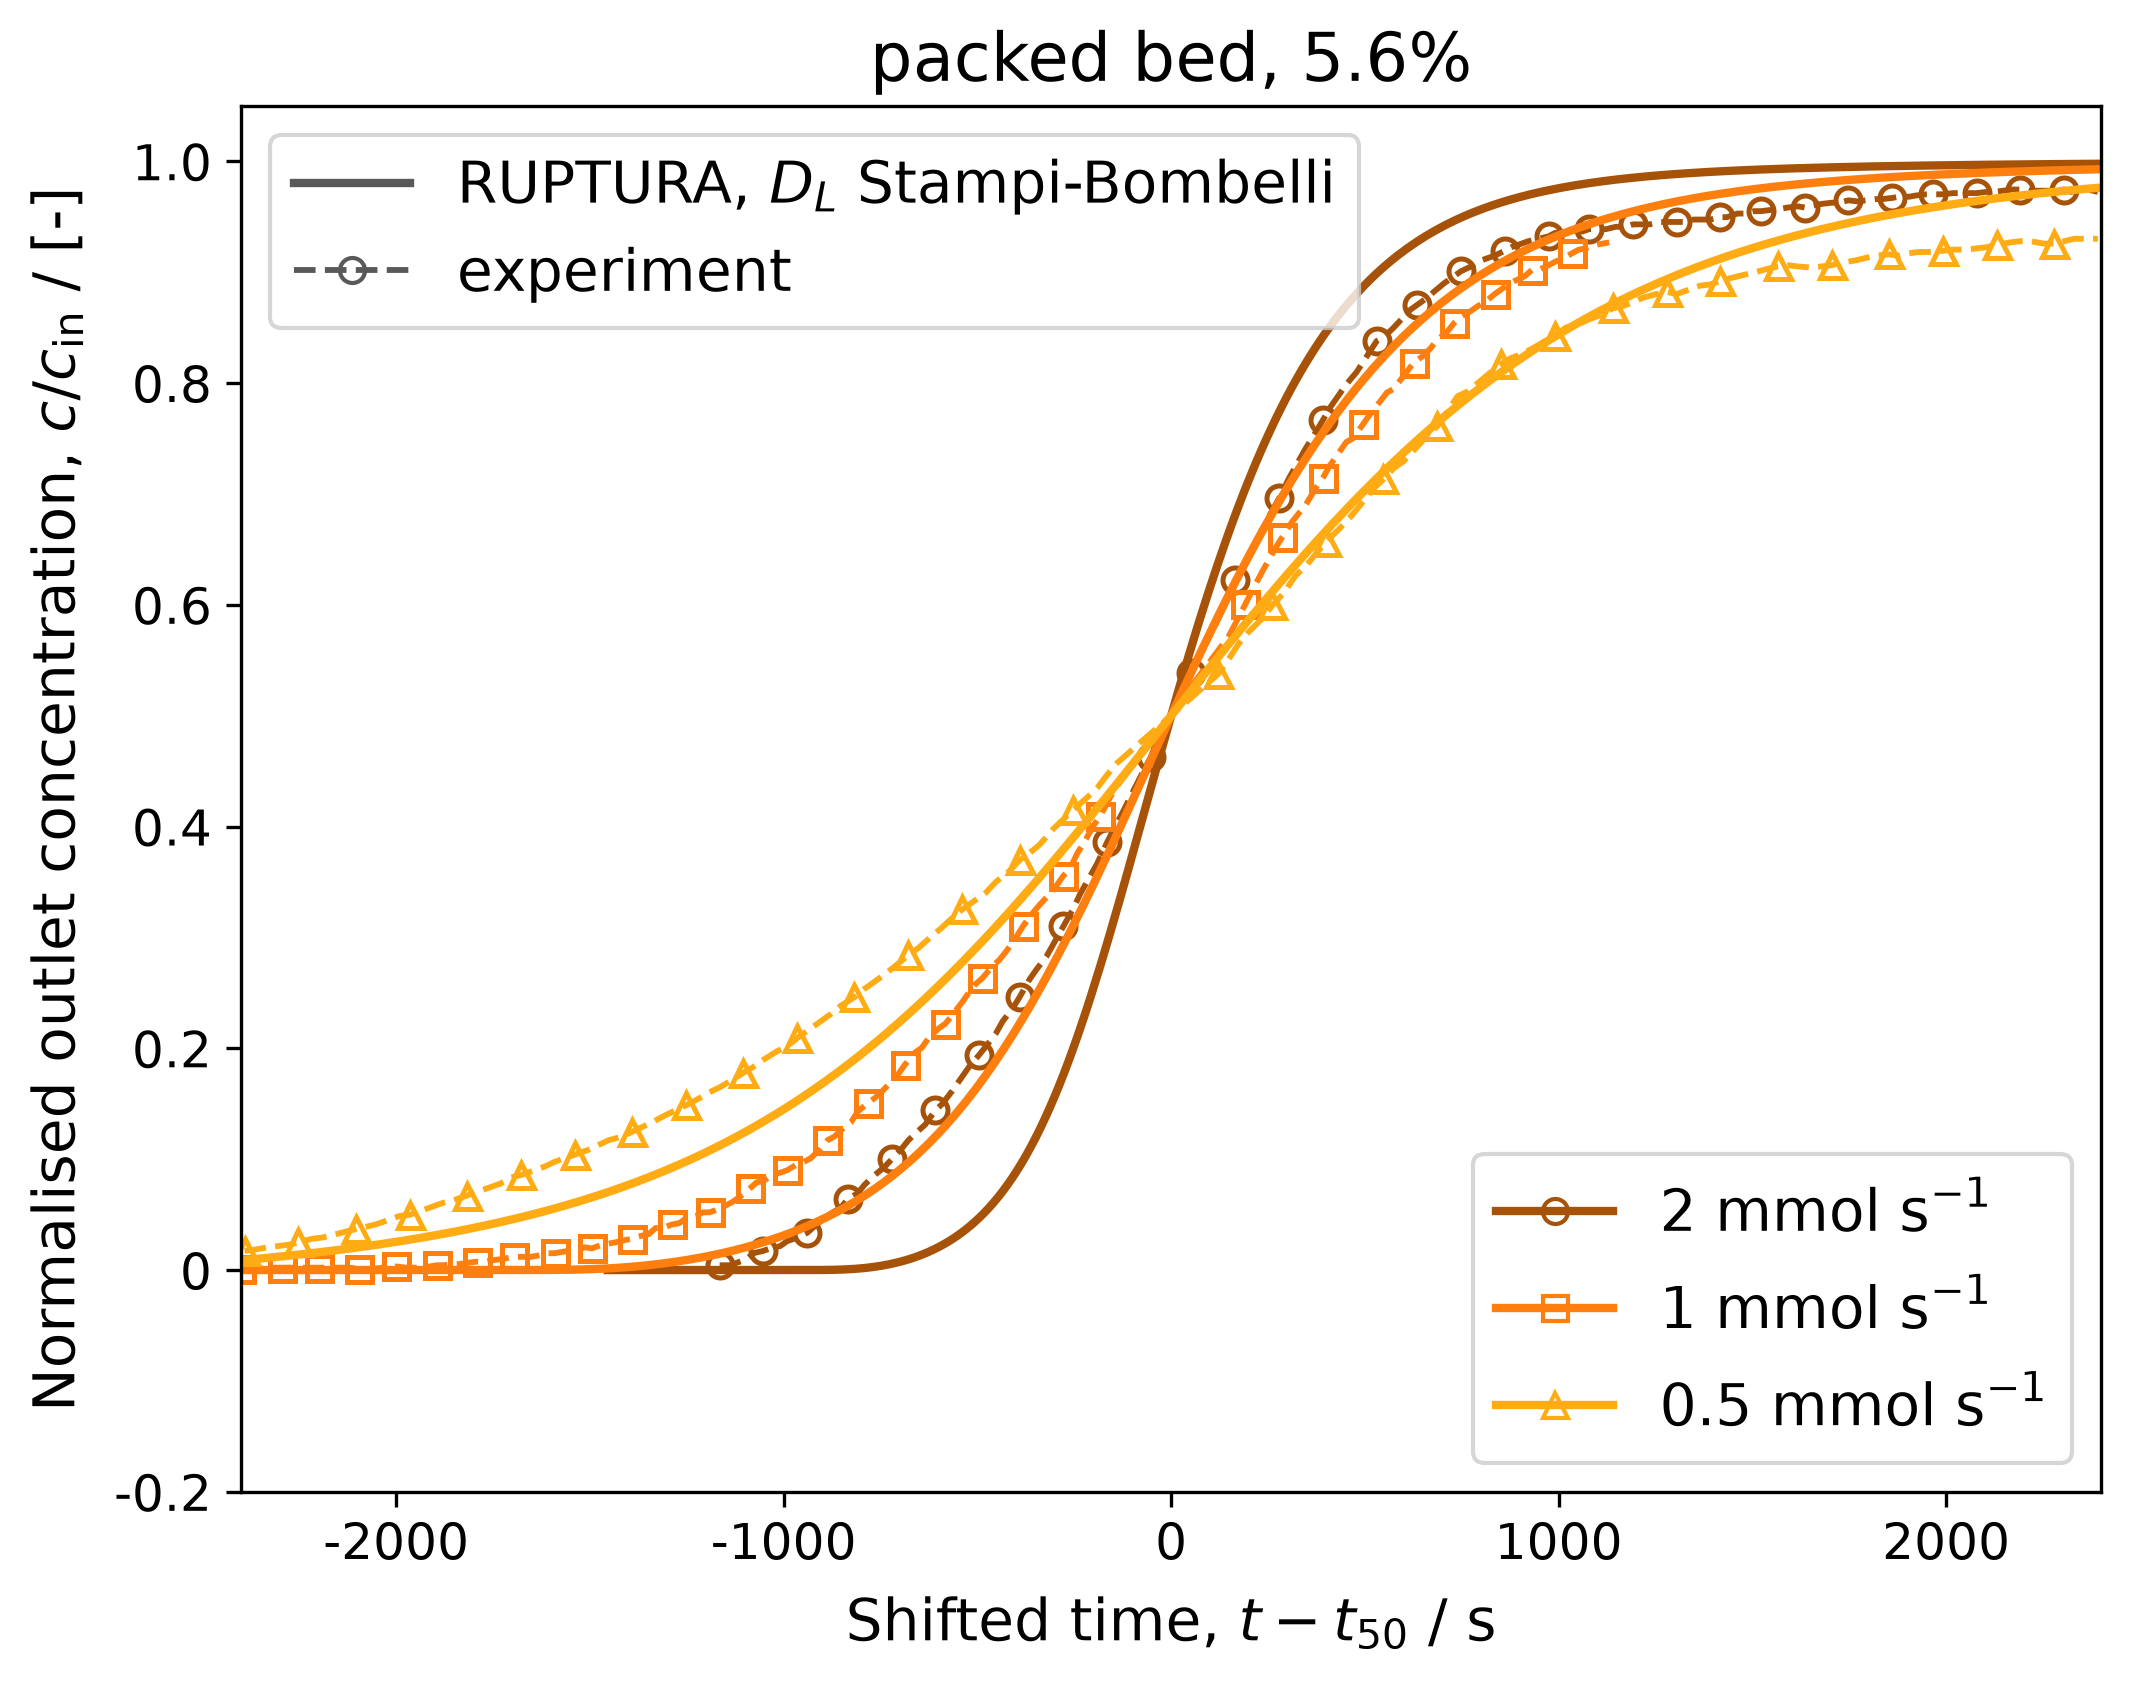 packed bed, 5.6%
RUPTURA, D_L Stampi-Bombelli
experiment
Normalised outlet concentration, c/c_in / [-]
1.0
0.8
0.6
0.4
0.2
0
-0.2
2 mmol s⁻¹
1 mmol s⁻¹
0.5 mmol s⁻¹
-2000 -1000 0 1000 2000
Shifted time, t − t₅₀ / s